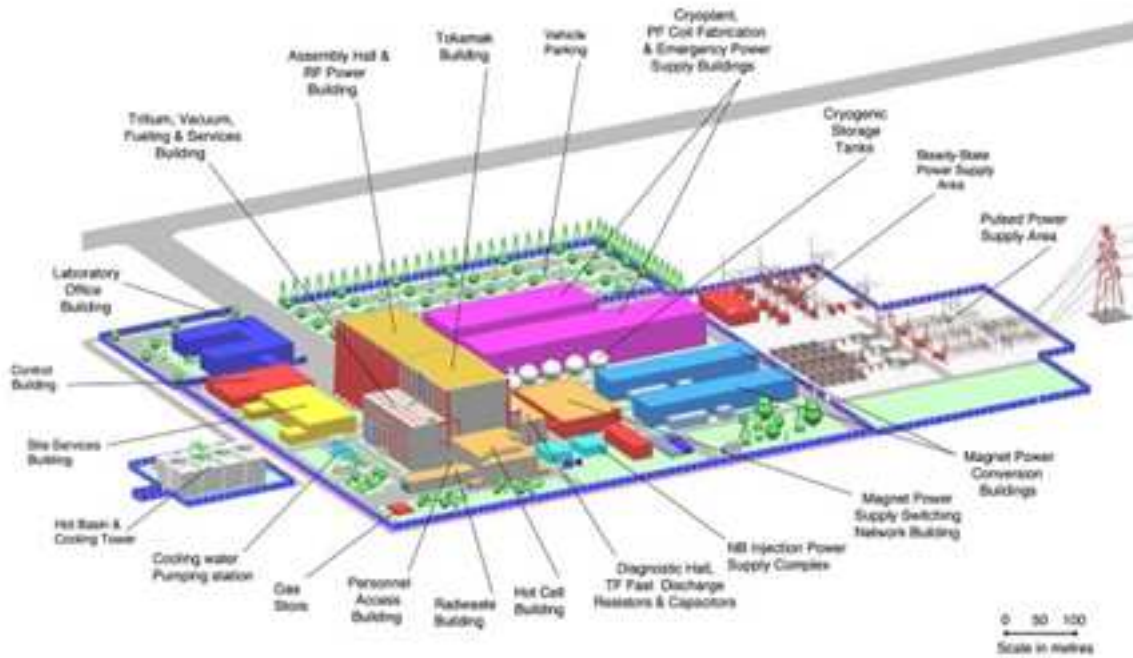 Cryoplant,
PF Coil Fabrication
& Emergency Power
Supply Buildings
Tokamak
Building
Vehicle
Parking
Assembly Hall &
RF Power
Building
Cryogenic
Storage
Tanks
Tritium, Vacuum,
Fueling & Services
Building
Steady-State
Power Supply
Area
Pulsed Power
Supply Area
Laboratory
Office
Building
Control
Building
Site Services
Building
Hot Basin &
Cooling Tower
Cooling water
Pumping station
Gas
Store
Personnel
Access
Building
Radwaste
Building
Hot Cell
Building
Diagnostic Hall,
TF Fast Discharge
Resistors & Capacitors
NB Injection Power
Supply Complex
Magnet Power
Supply Switching
Network Building
Magnet Power
Conversion
Buildings
0 50 100
Scale in metres